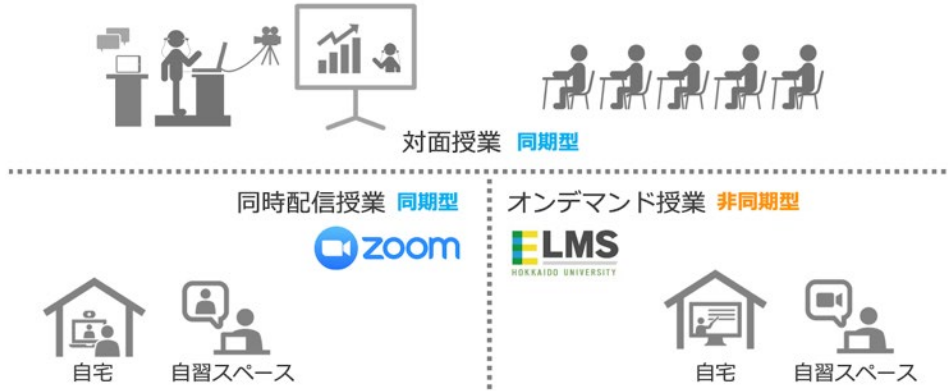 対面授業 同期型
同時配信授業 同期型
zoom
自宅
自習スペース
オンデマンド授業 非同期型
ELMS
HOKKAIDO UNIVERSITY
自宅
自習スペース